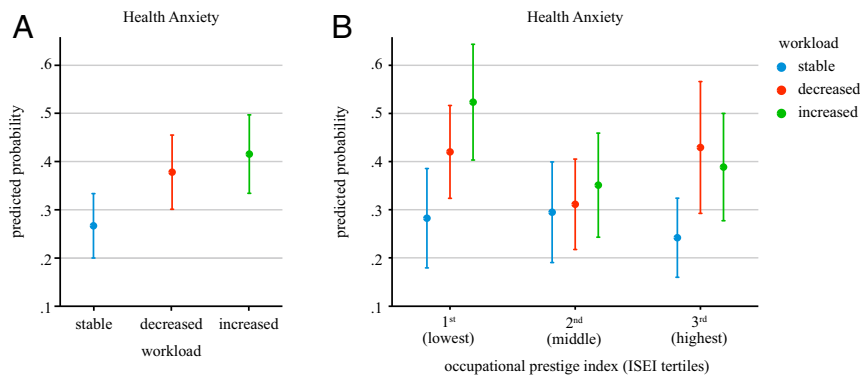 A
Health Anxiety
predicted probability
.6
.5
.4
.3
.2
.1
stable decreased increased
workload
B
Health Anxiety
predicted probability
.6
.5
.4
.3
.2
.1
1st 2nd 3rd
(lowest) (middle) (highest)
occupational prestige index (ISEI tertiles)
workload
stable
decreased
increased